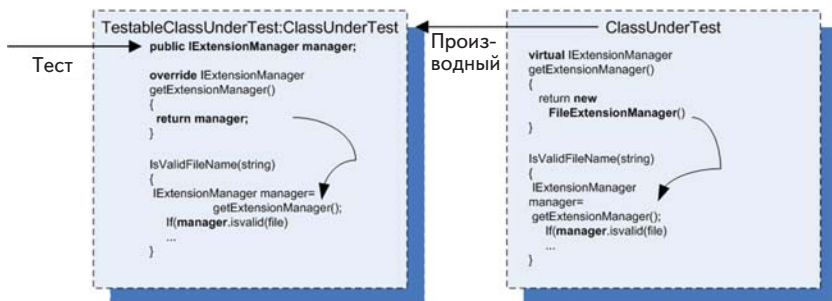 TestableClassUnderTest:ClassUnderTest
public IExtensionManager manager;
override IExtensionManager
getExtensionManager()
{
return manager;
}
IsValidFileName(string)
{
IExtensionManager manager=
getExtensionManager();
If(manager.isvalid(file)
...
}
Тест
Произ-
водный
ClassUnderTest
virtual IExtensionManager
getExtensionManager()
{
return new
FileExtensionManager()
}
IsValidFileName(string)
{
IExtensionManager
manager=
getExtensionManager();
If(manager.isvalid(file)
...
}